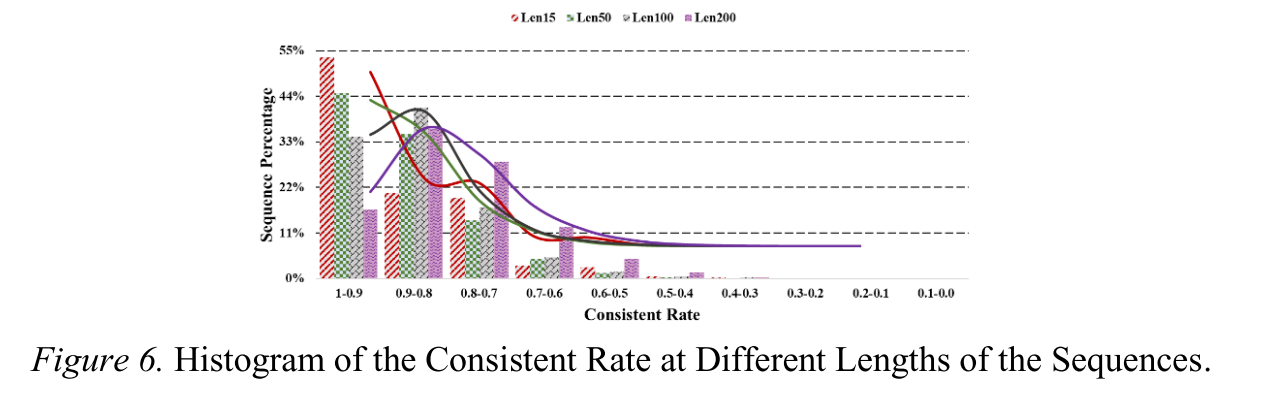 Len15 Len50 Len100 Len200
55%
44%
33%
22%
11%
0%
Sequence Percentage
1-0.9 0.9-0.8 0.8-0.7 0.7-0.6 0.6-0.5 0.5-0.4 0.4-0.3 0.3-0.2 0.2-0.1 0.1-0.0
Consistent Rate
Figure 6. Histogram of the Consistent Rate at Different Lengths of the Sequences.